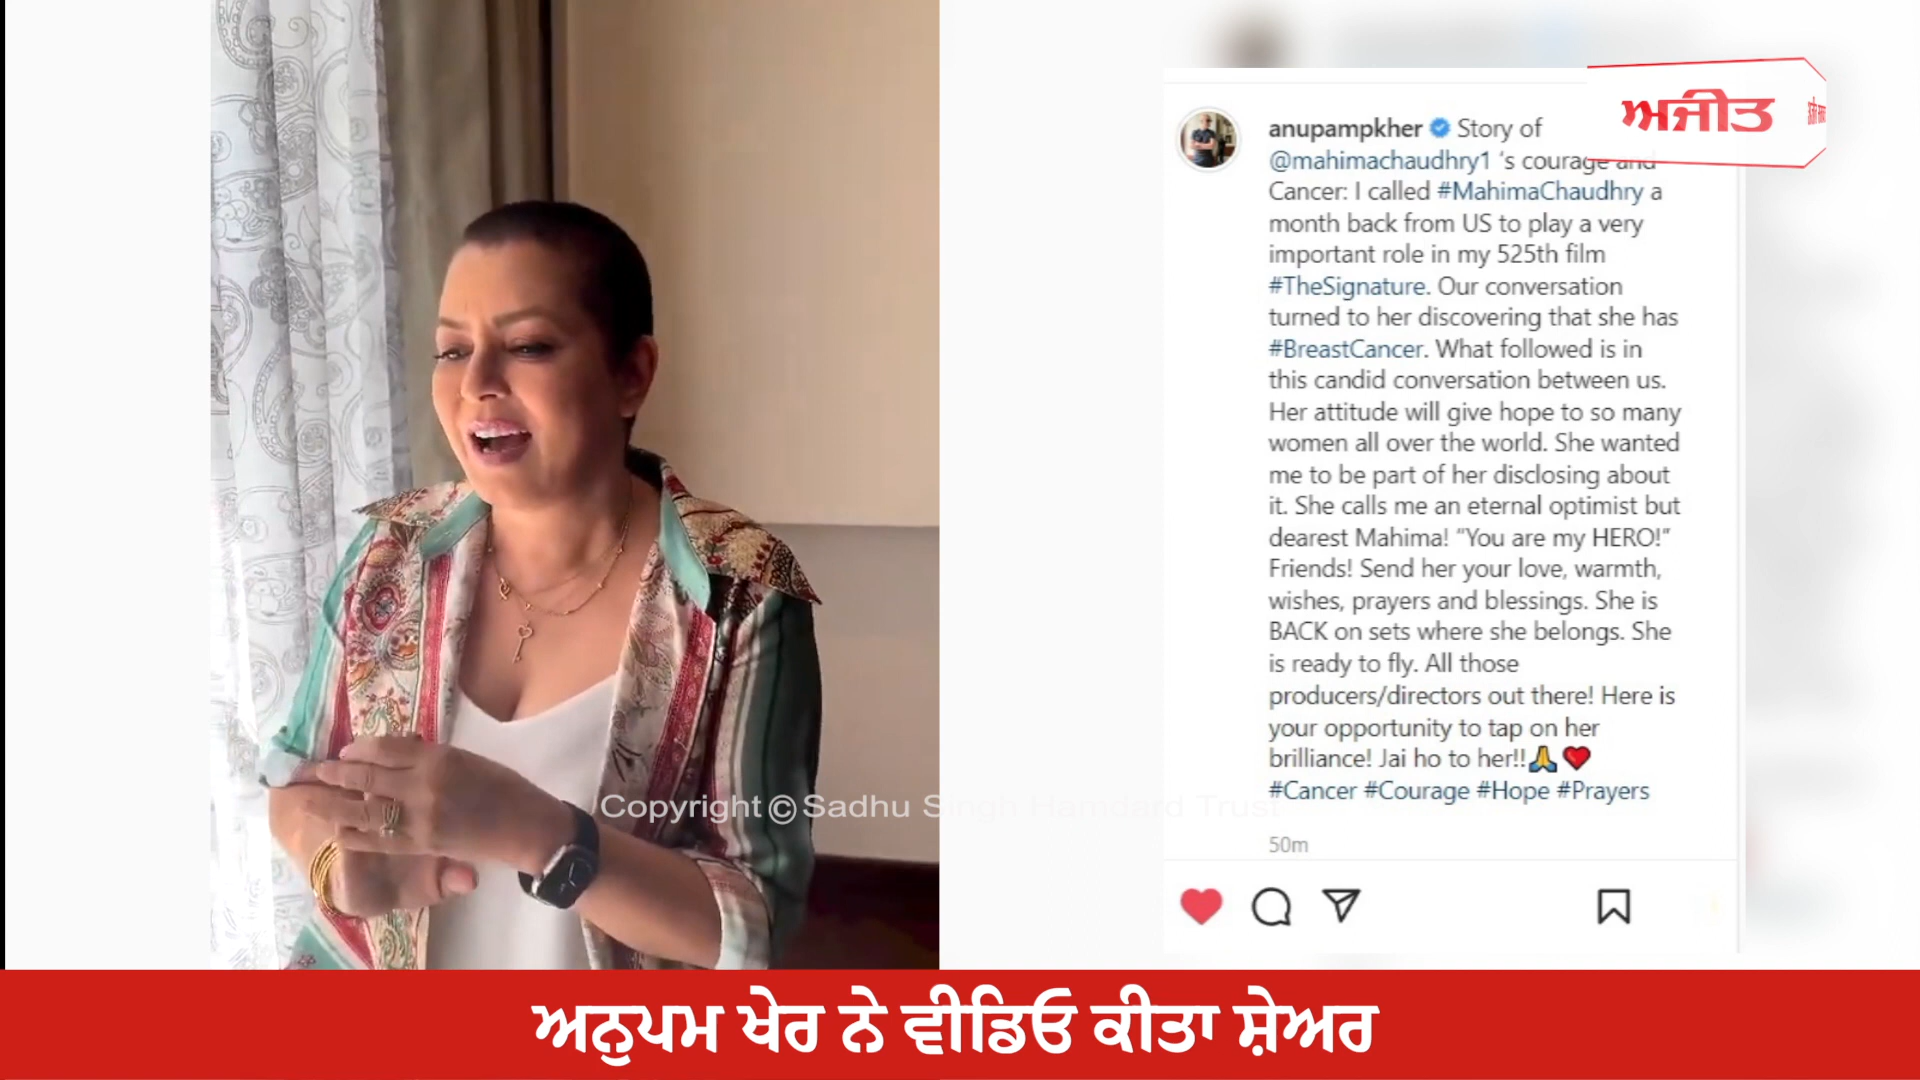 ਅਜੀਤ
anupampkher Story of
@mahimachaudhry1 's courage and
Cancer: I called #MahimaChaudhry a
month back from US to play a very
important role in my 525th film
#TheSignature. Our conversation
turned to her discovering that she has
#BreastCancer. What followed is in
this candid conversation between us.
Her attitude will give hope to so many
women all over the world. She wanted
me to be part of her disclosing about
it. She calls me an eternal optimist but
dearest Mahima! “You are my HERO!”
Friends! Send her your love, warmth,
wishes, prayers and blessings. She is
BACK on sets where she belongs. She
is ready to fly. All those
producers/directors out there! Here is
your opportunity to tap on her
brilliance! Jai ho to her!!🙏❤️
#Cancer #Courage #Hope #Prayers
50m
Copyright © Sadhu Singh Hamdard Trust
ਅਨੁਪਮ ਖੇਰ ਨੇ ਵੀਡਿਓ ਕੀਤਾ ਸ਼ੇਅਰ